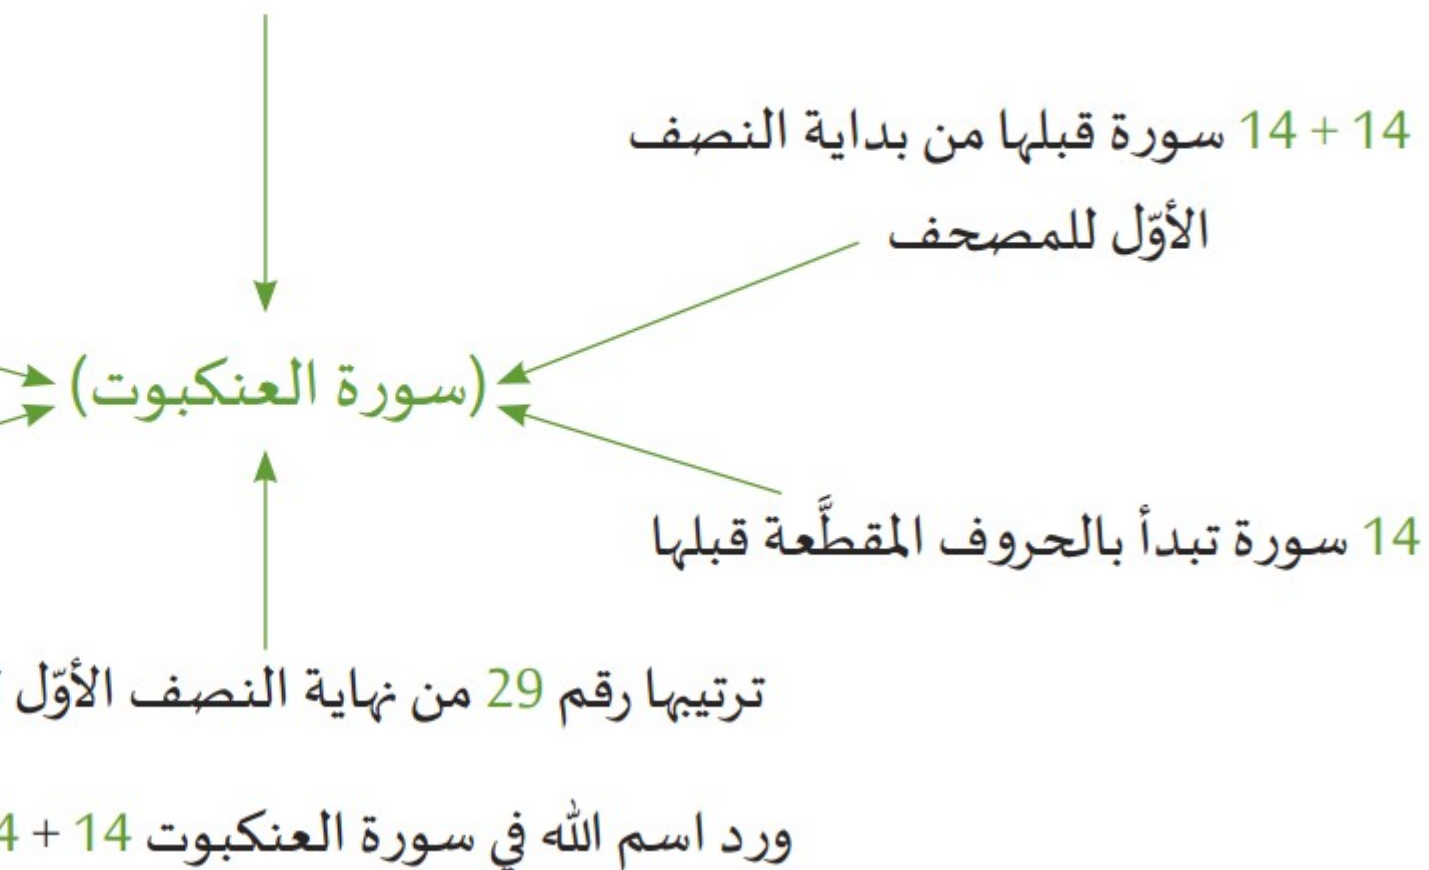 14 + 14 سورة قبلها من بداية النصف
الأوّل للمصحف
(سورة العنكبوت)
14 سورة تبدأ بالحروف المقطَّعة قبلها
ترتيبها رقم 29 من نهاية النصف الأوّل
ورد اسم الله في سورة العنكبوت 14 + 4